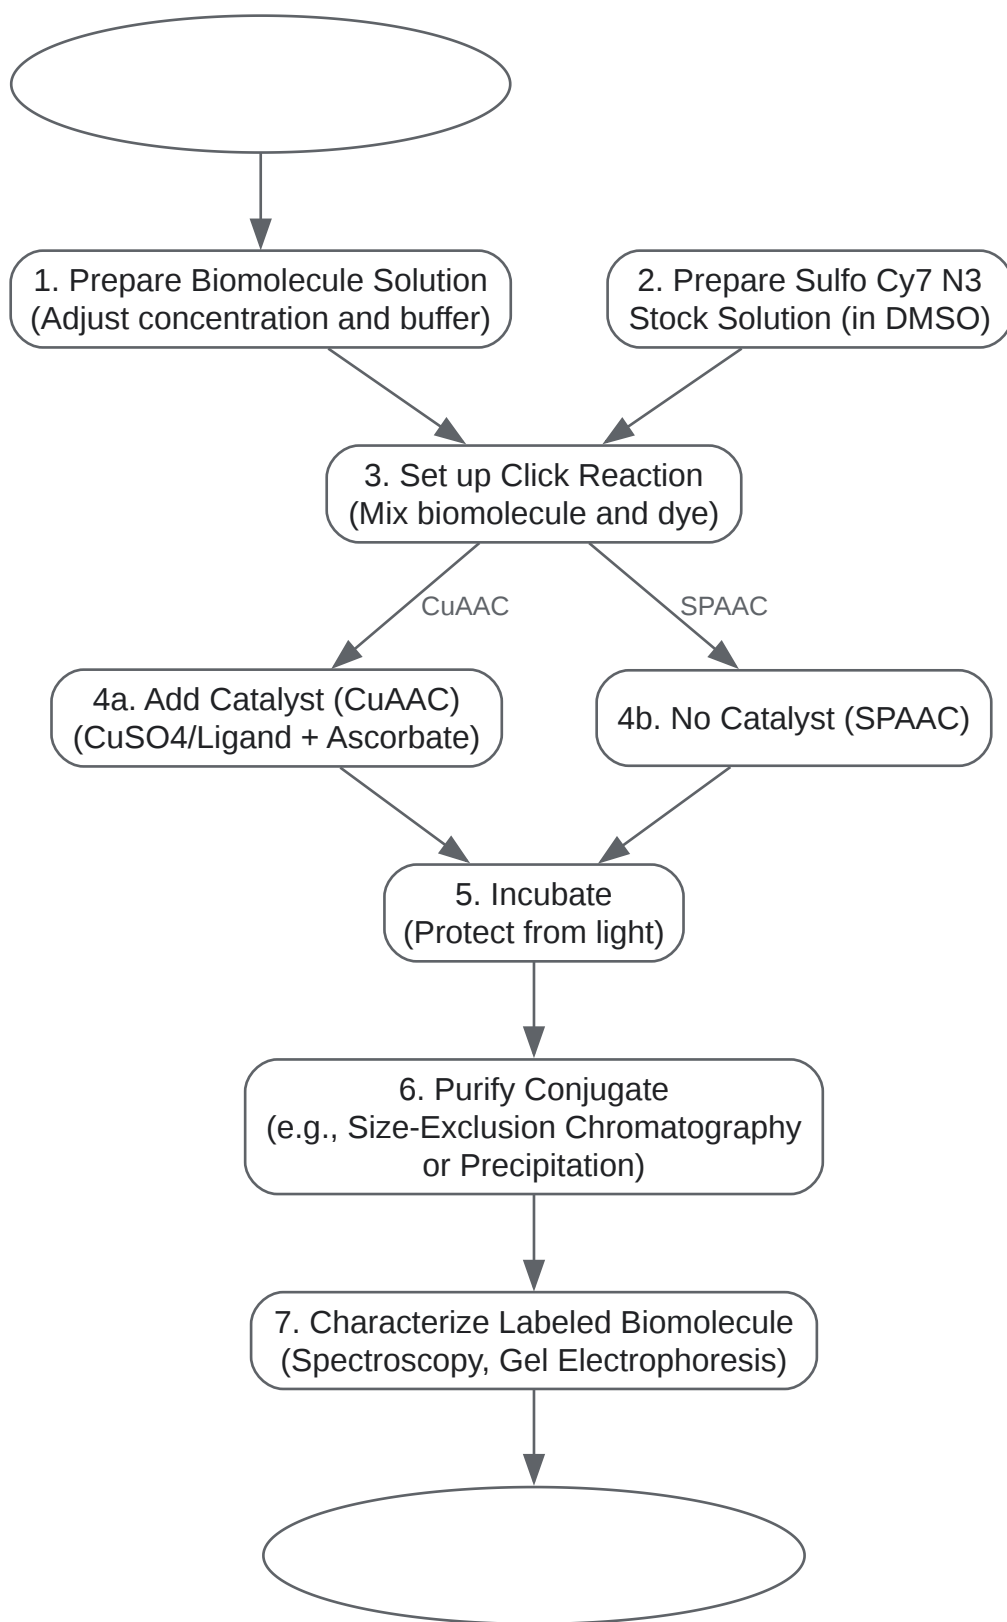 1. Prepare Biomolecule Solution
(Adjust concentration and buffer)
2. Prepare Sulfo Cy7 N3
Stock Solution (in DMSO)
3. Set up Click Reaction
(Mix biomolecule and dye)
CuAAC
SPAAC
4a. Add Catalyst (CuAAC)
(CuSO4/Ligand + Ascorbate)
4b. No Catalyst (SPAAC)
5. Incubate
(Protect from light)
6. Purify Conjugate
(e.g., Size-Exclusion Chromatography
or Precipitation)
7. Characterize Labeled Biomolecule
(Spectroscopy, Gel Electrophoresis)